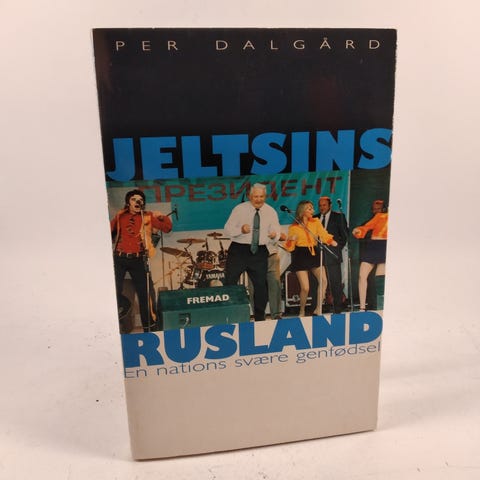 PER DALGÅRD
JELTSINS
ПРЕЗИДЕНТ
YAMAHA
FREMAD
RUSLAND
En nations svære genfødsel